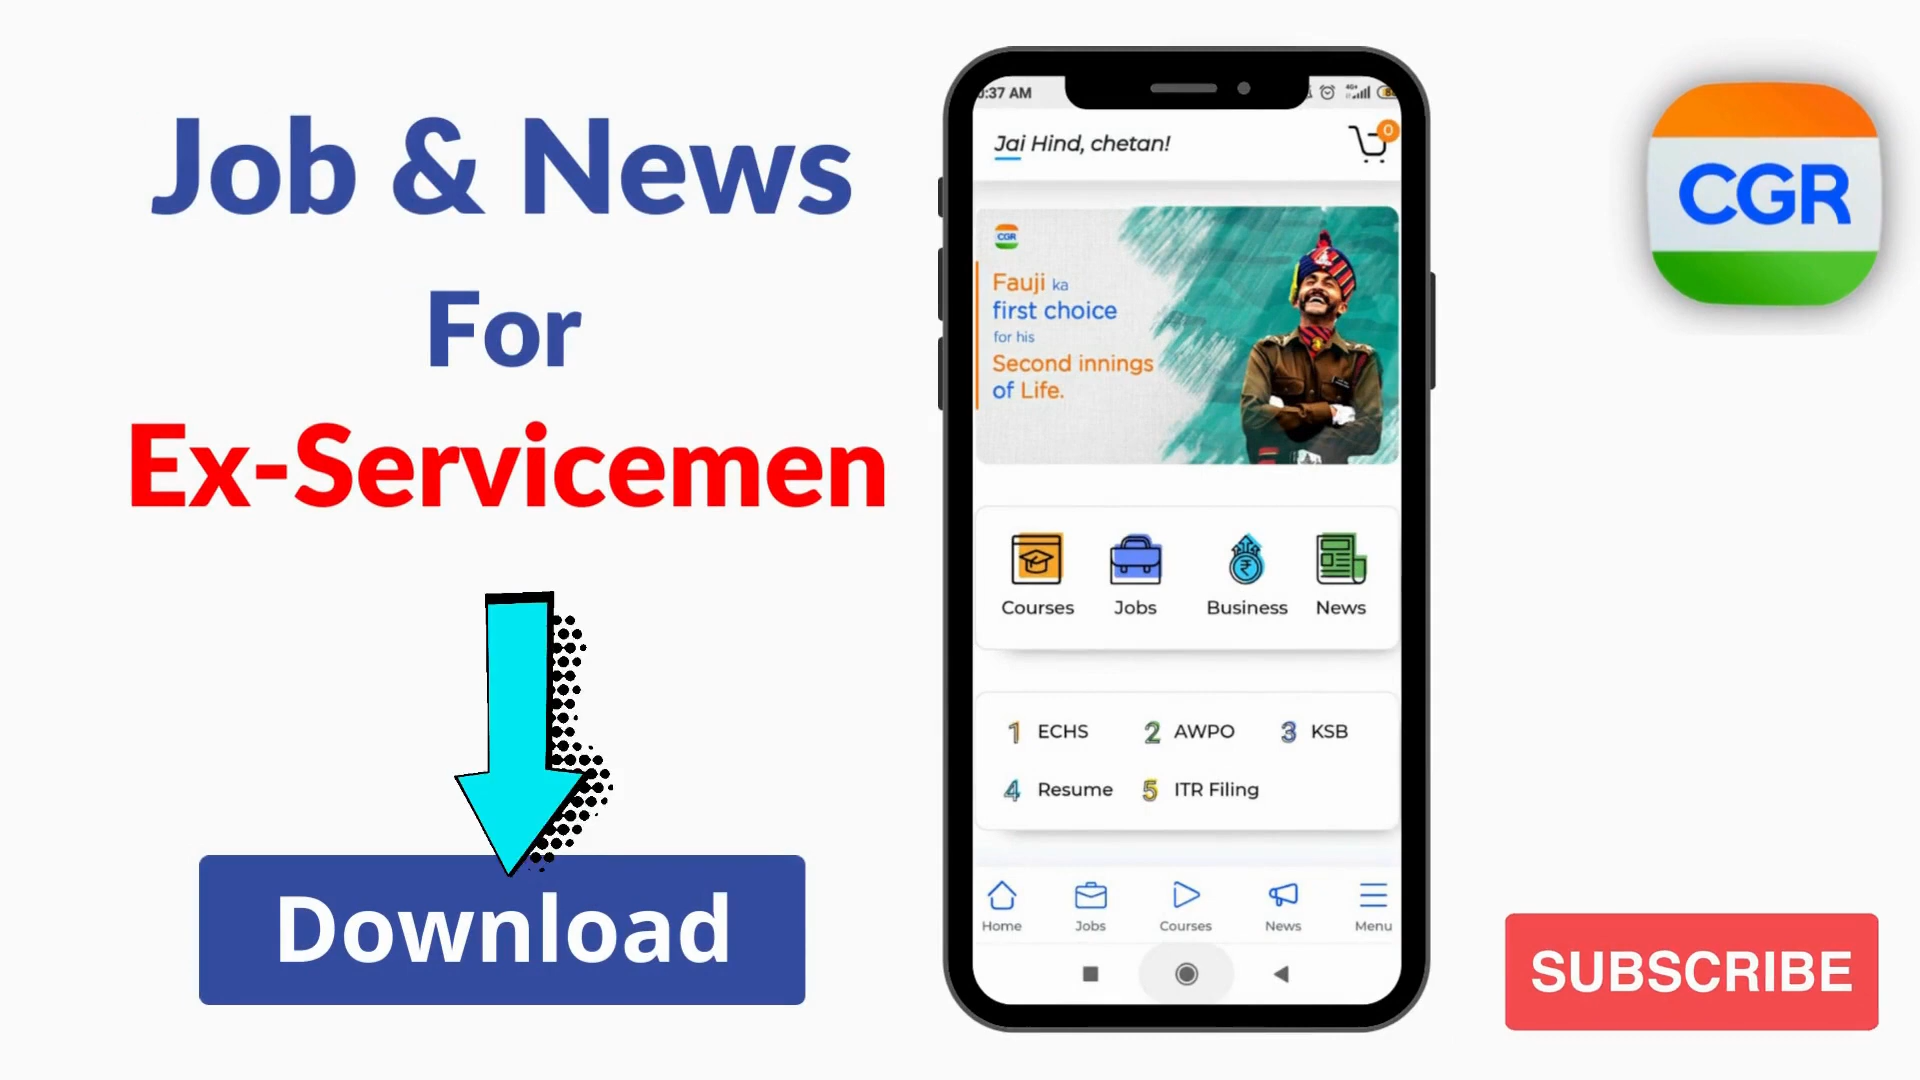 Job & News
For
Ex-Servicemen
Download
:37 AM
4G+
Jai Hind, chetan!
0
CGR
Fauji ka
first choice
for his
Second innings
of Life.
Courses Jobs Business News
1 ECHS 2 AWPO 3 KSB
4 Resume 5 ITR Filing
Home Jobs Courses News Menu
CGR
SUBSCRIBE